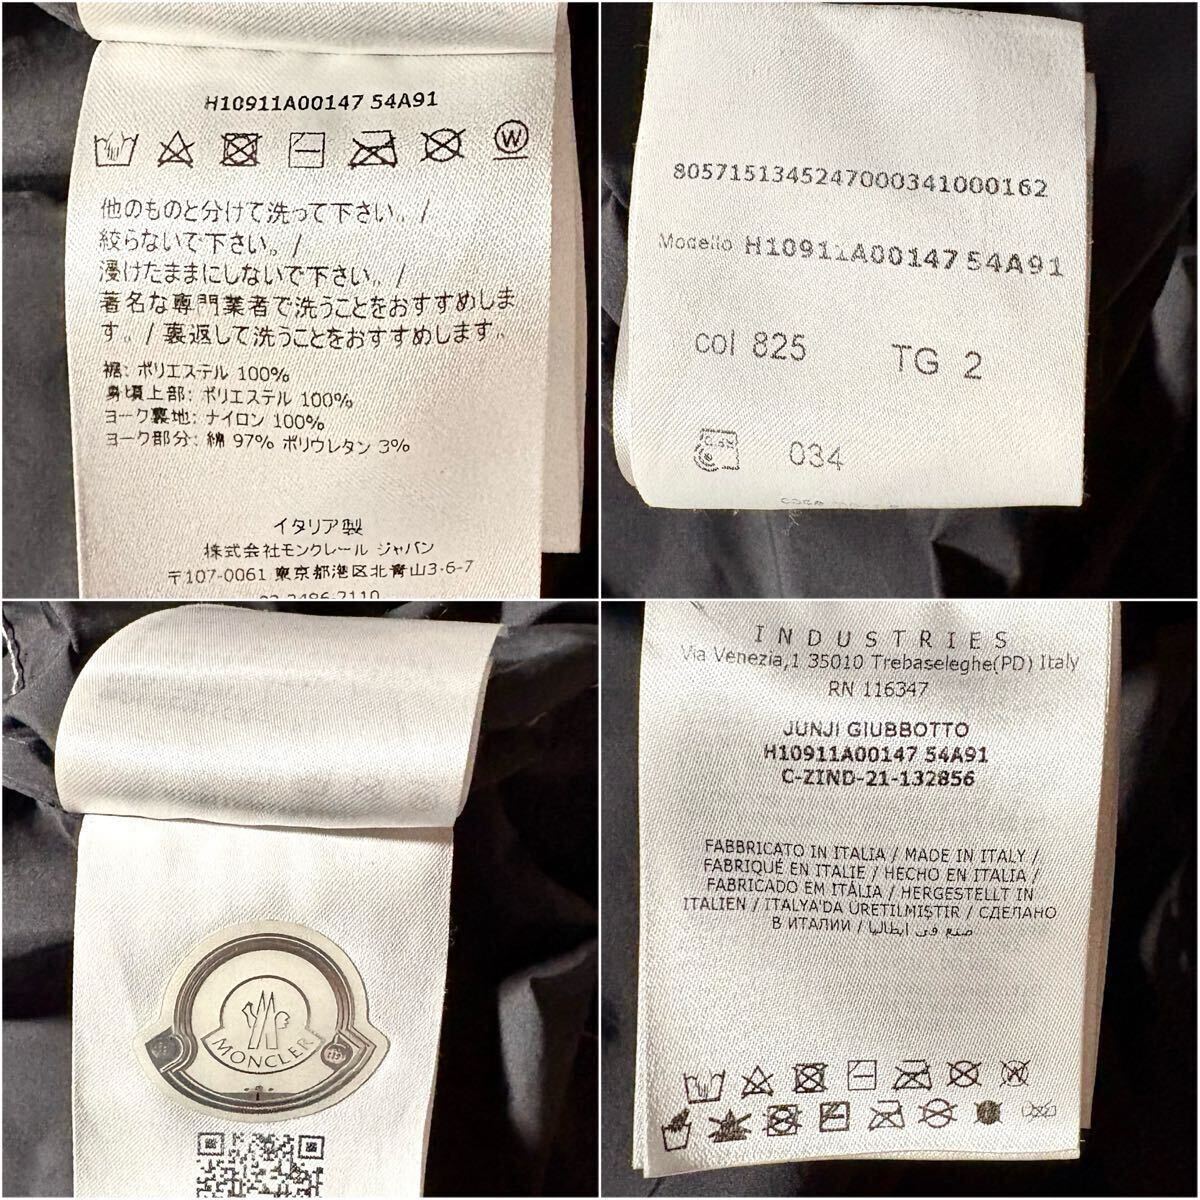 H10911A00147 54A91
W
他のものと分けて洗って下さい。/
絞らないで下さい。/
浸けたままにしないで下さい。/
著名な専門業者で洗うことをおすすめしま
す。/ 裏返して洗うことをおすすめします。
裾: ポリエステル 100%
身頃上部: ポリエステル 100%
ヨーク裏地: ナイロン 100%
ヨーク部分: 綿 97% ポリウレタン 3%
イタリア製
株式会社モンクレール ジャパン
〒107-0061 東京都港区北青山3-6-7
8057151345247000341000162
Modello H10911A00147 54A91
col 825
TG 2
034
MONCLER
INDUSTRIES
Via Venezia,1 35010 Trebaseleghe(PD) Italy
RN 116347
JUNJI GIUBBOTTO
H10911A00147 54A91
C-ZIND-21-132856
FABBRICATO IN ITALIA / MADE IN ITALY /
FABRIQUÉ EN ITALIE / HECHO EN ITALIA /
FABRICADO EM ITÁLIA / HERGESTELLT IN
ITALIEN / ITALYA'DA ÜRETILMIŞTIR / СДЕЛАНО
В ИТАЛИИ / صنع في ايطاليا